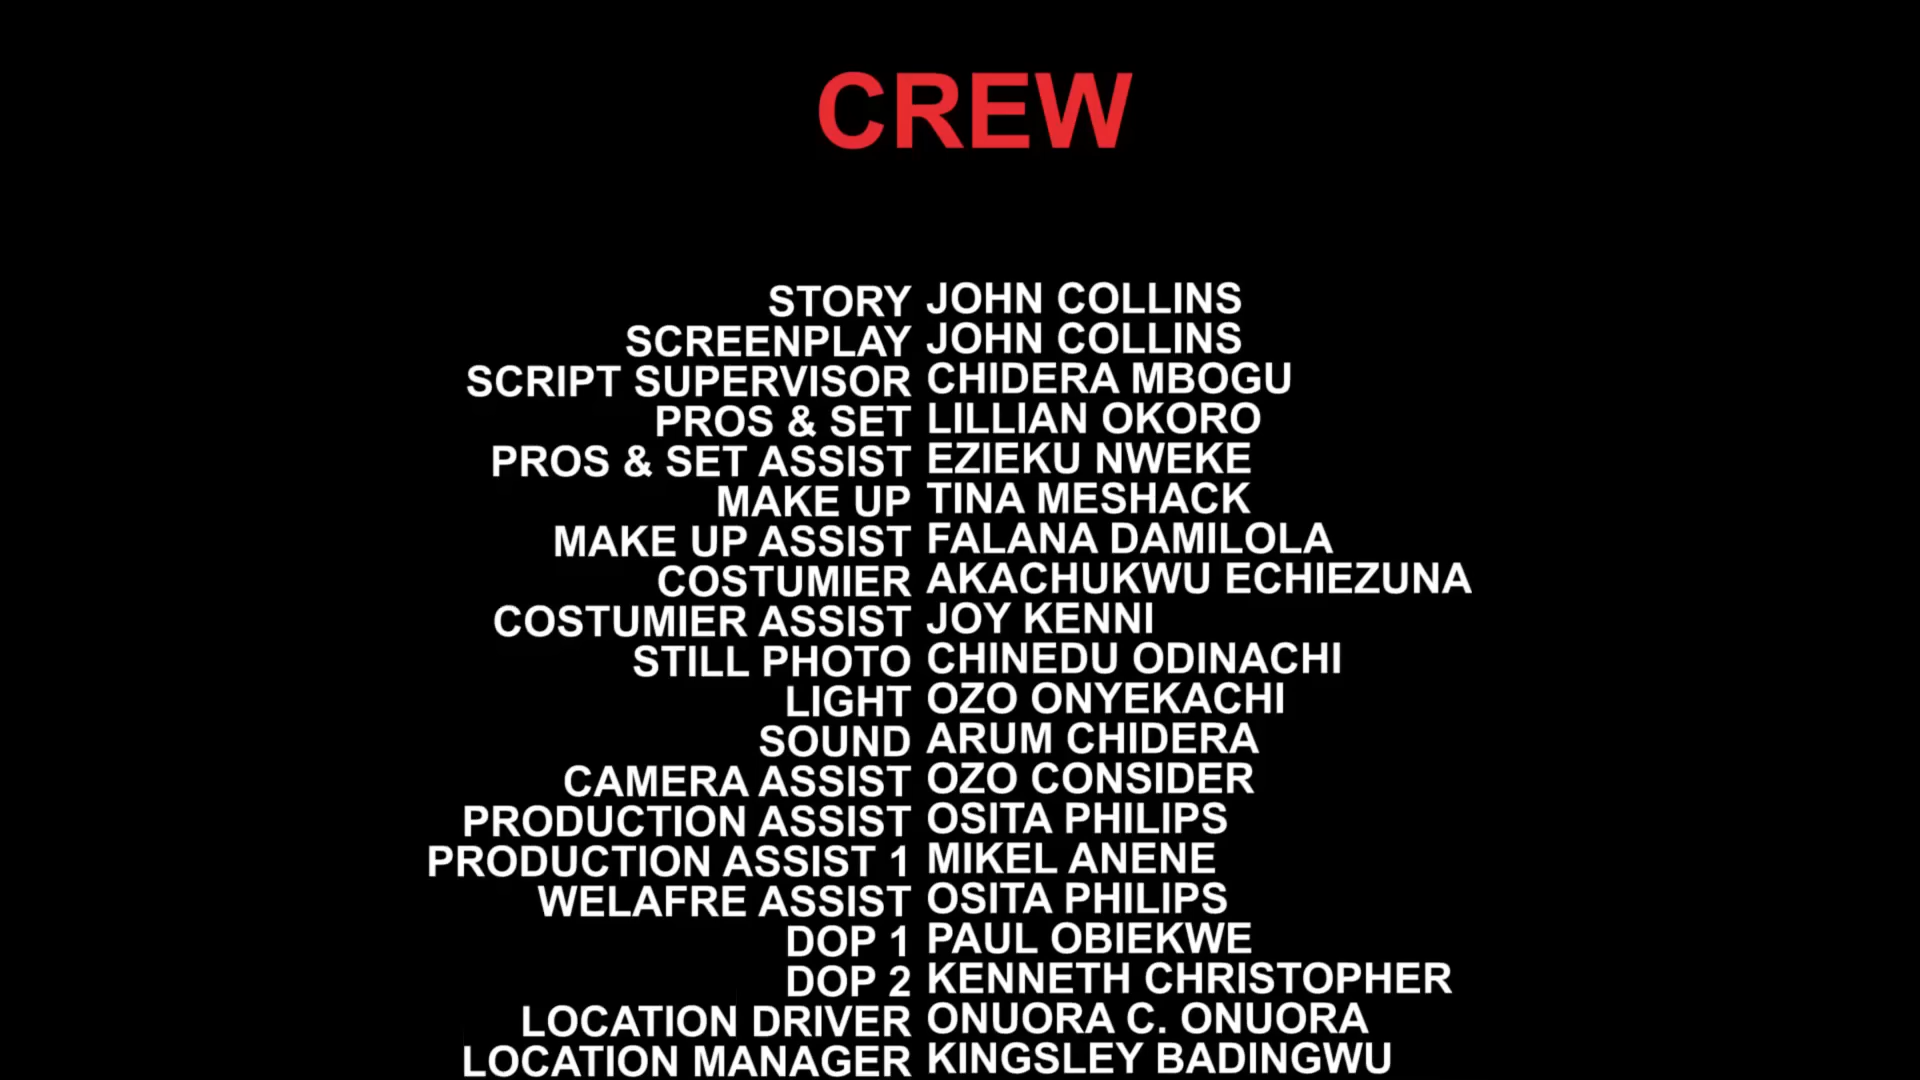 CREW
STORY JOHN COLLINS
SCREENPLAY JOHN COLLINS
SCRIPT SUPERVISOR CHIDERA MBOGU
PROS & SET LILLIAN OKORO
PROS & SET ASSIST EZIEKU NWEKE
MAKE UP TINA MESHACK
MAKE UP ASSIST FALANA DAMILOLA
COSTUMIER AKACHUKWU ECHIEZUNA
COSTUMIER ASSIST JOY KENNI
STILL PHOTO CHINEDU ODINACHI
LIGHT OZO ONYEKACHI
SOUND ARUM CHIDERA
CAMERA ASSIST OZO CONSIDER
PRODUCTION ASSIST OSITA PHILIPS
PRODUCTION ASSIST 1 MIKEL ANENE
WELAFRE ASSIST OSITA PHILIPS
DOP 1 PAUL OBIEKWE
DOP 2 KENNETH CHRISTOPHER
LOCATION DRIVER ONUORA C. ONUORA
LOCATION MANAGER KINGSLEY BADINGWU